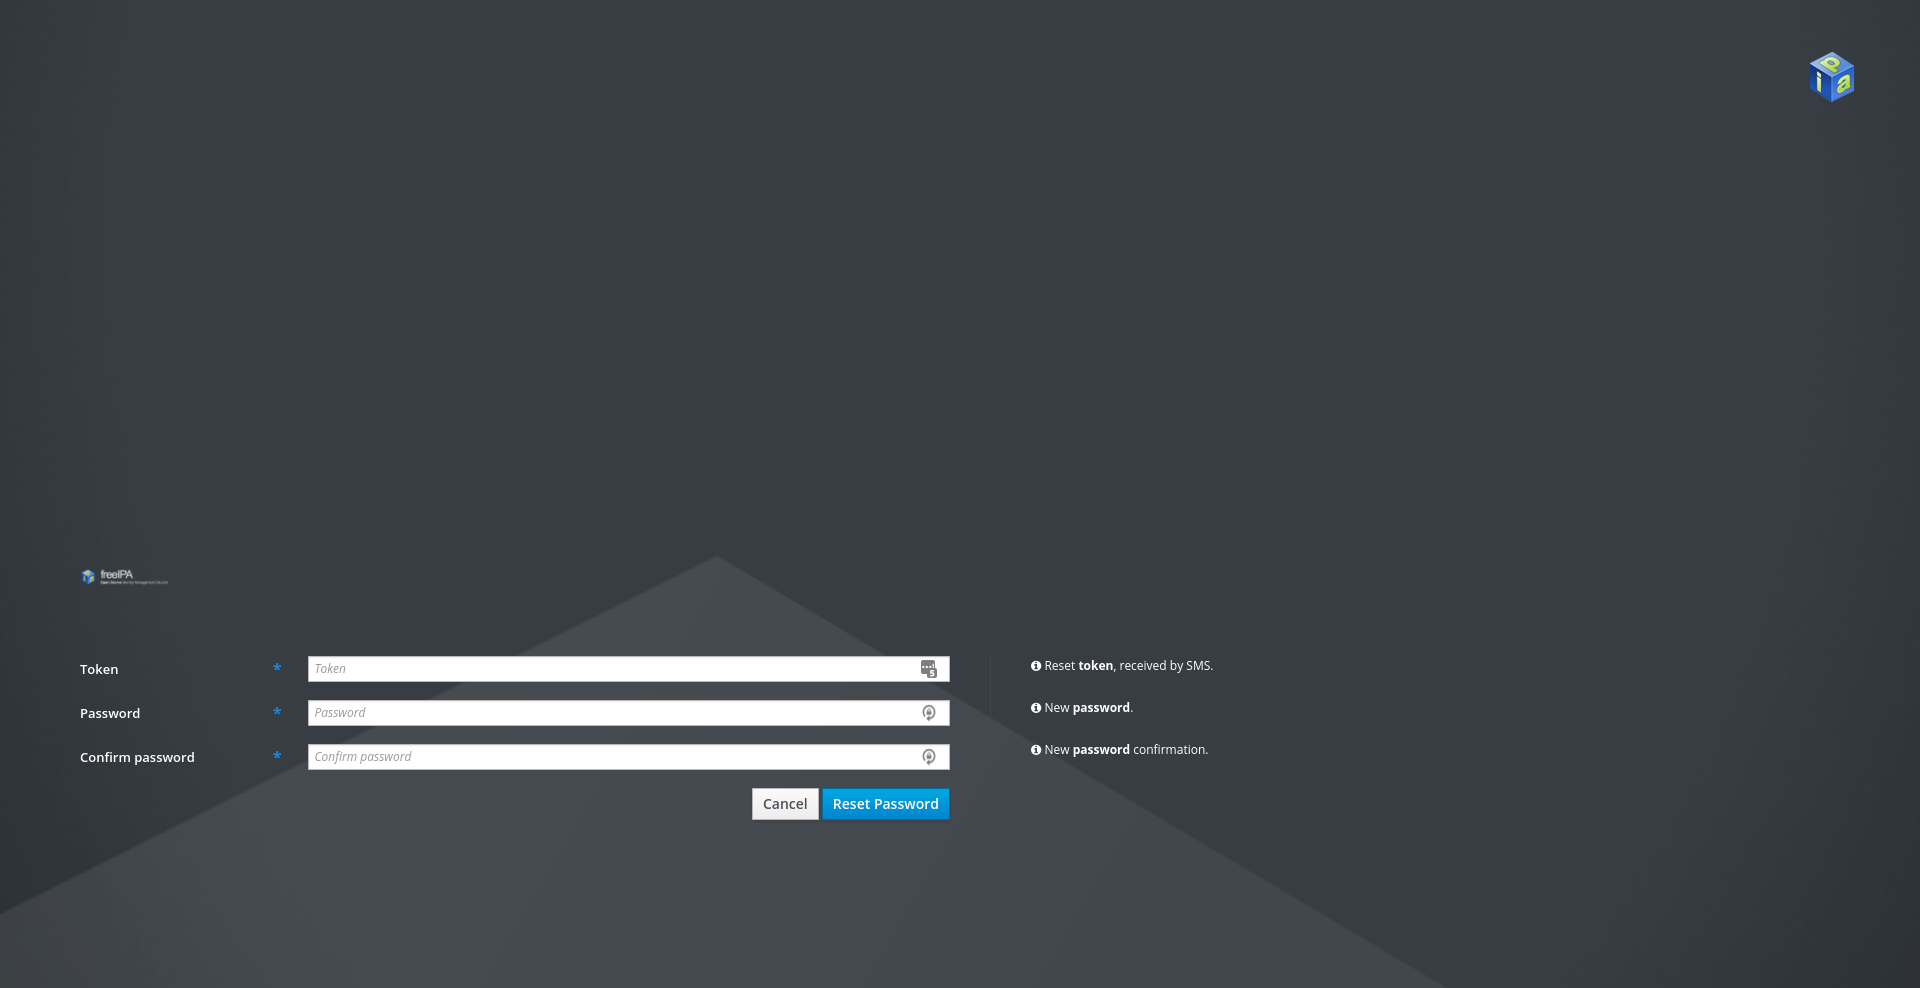 ipa
freeIPA
Token * Token
Reset token, received by SMS.
Password * Password
New password.
Confirm password * Confirm password
New password confirmation.
Cancel Reset Password